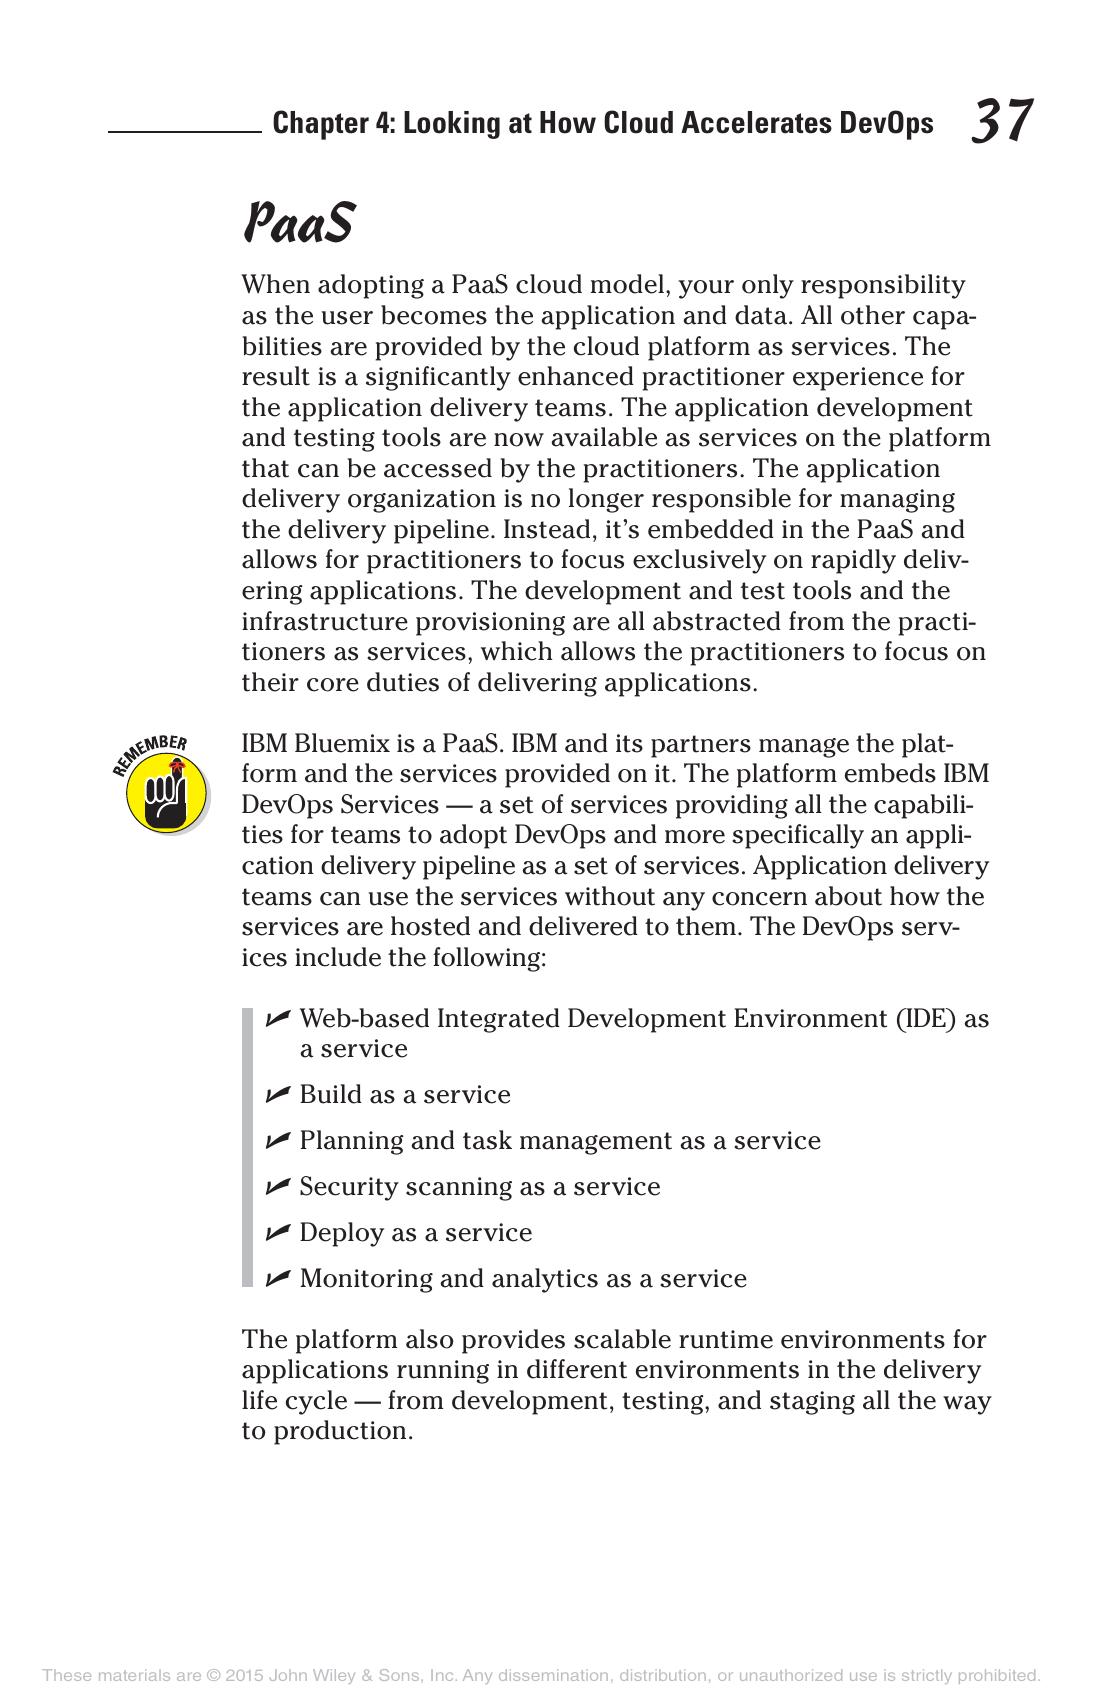 Chapter 4: Looking at How Cloud Accelerates DevOps 37
PaaS
When adopting a PaaS cloud model, your only responsibility
as the user becomes the application and data. All other capa-
bilities are provided by the cloud platform as services. The
result is a significantly enhanced practitioner experience for
the application delivery teams. The application development
and testing tools are now available as services on the platform
that can be accessed by the practitioners. The application
delivery organization is no longer responsible for managing
the delivery pipeline. Instead, it’s embedded in the PaaS and
allows for practitioners to focus exclusively on rapidly deliv-
ering applications. The development and test tools and the
infrastructure provisioning are all abstracted from the practi-
tioners as services, which allows the practitioners to focus on
their core duties of delivering applications.
REMEMBER
IBM Bluemix is a PaaS. IBM and its partners manage the plat-
form and the services provided on it. The platform embeds IBM
DevOps Services — a set of services providing all the capabili-
ties for teams to adopt DevOps and more specifically an appli-
cation delivery pipeline as a set of services. Application delivery
teams can use the services without any concern about how the
services are hosted and delivered to them. The DevOps serv-
ices include the following:
✓ Web-based Integrated Development Environment (IDE) as
a service
✓ Build as a service
✓ Planning and task management as a service
✓ Security scanning as a service
✓ Deploy as a service
✓ Monitoring and analytics as a service
The platform also provides scalable runtime environments for
applications running in different environments in the delivery
life cycle — from development, testing, and staging all the way
to production.
These materials are © 2015 John Wiley & Sons, Inc. Any dissemination, distribution, or unauthorized use is strictly prohibited.